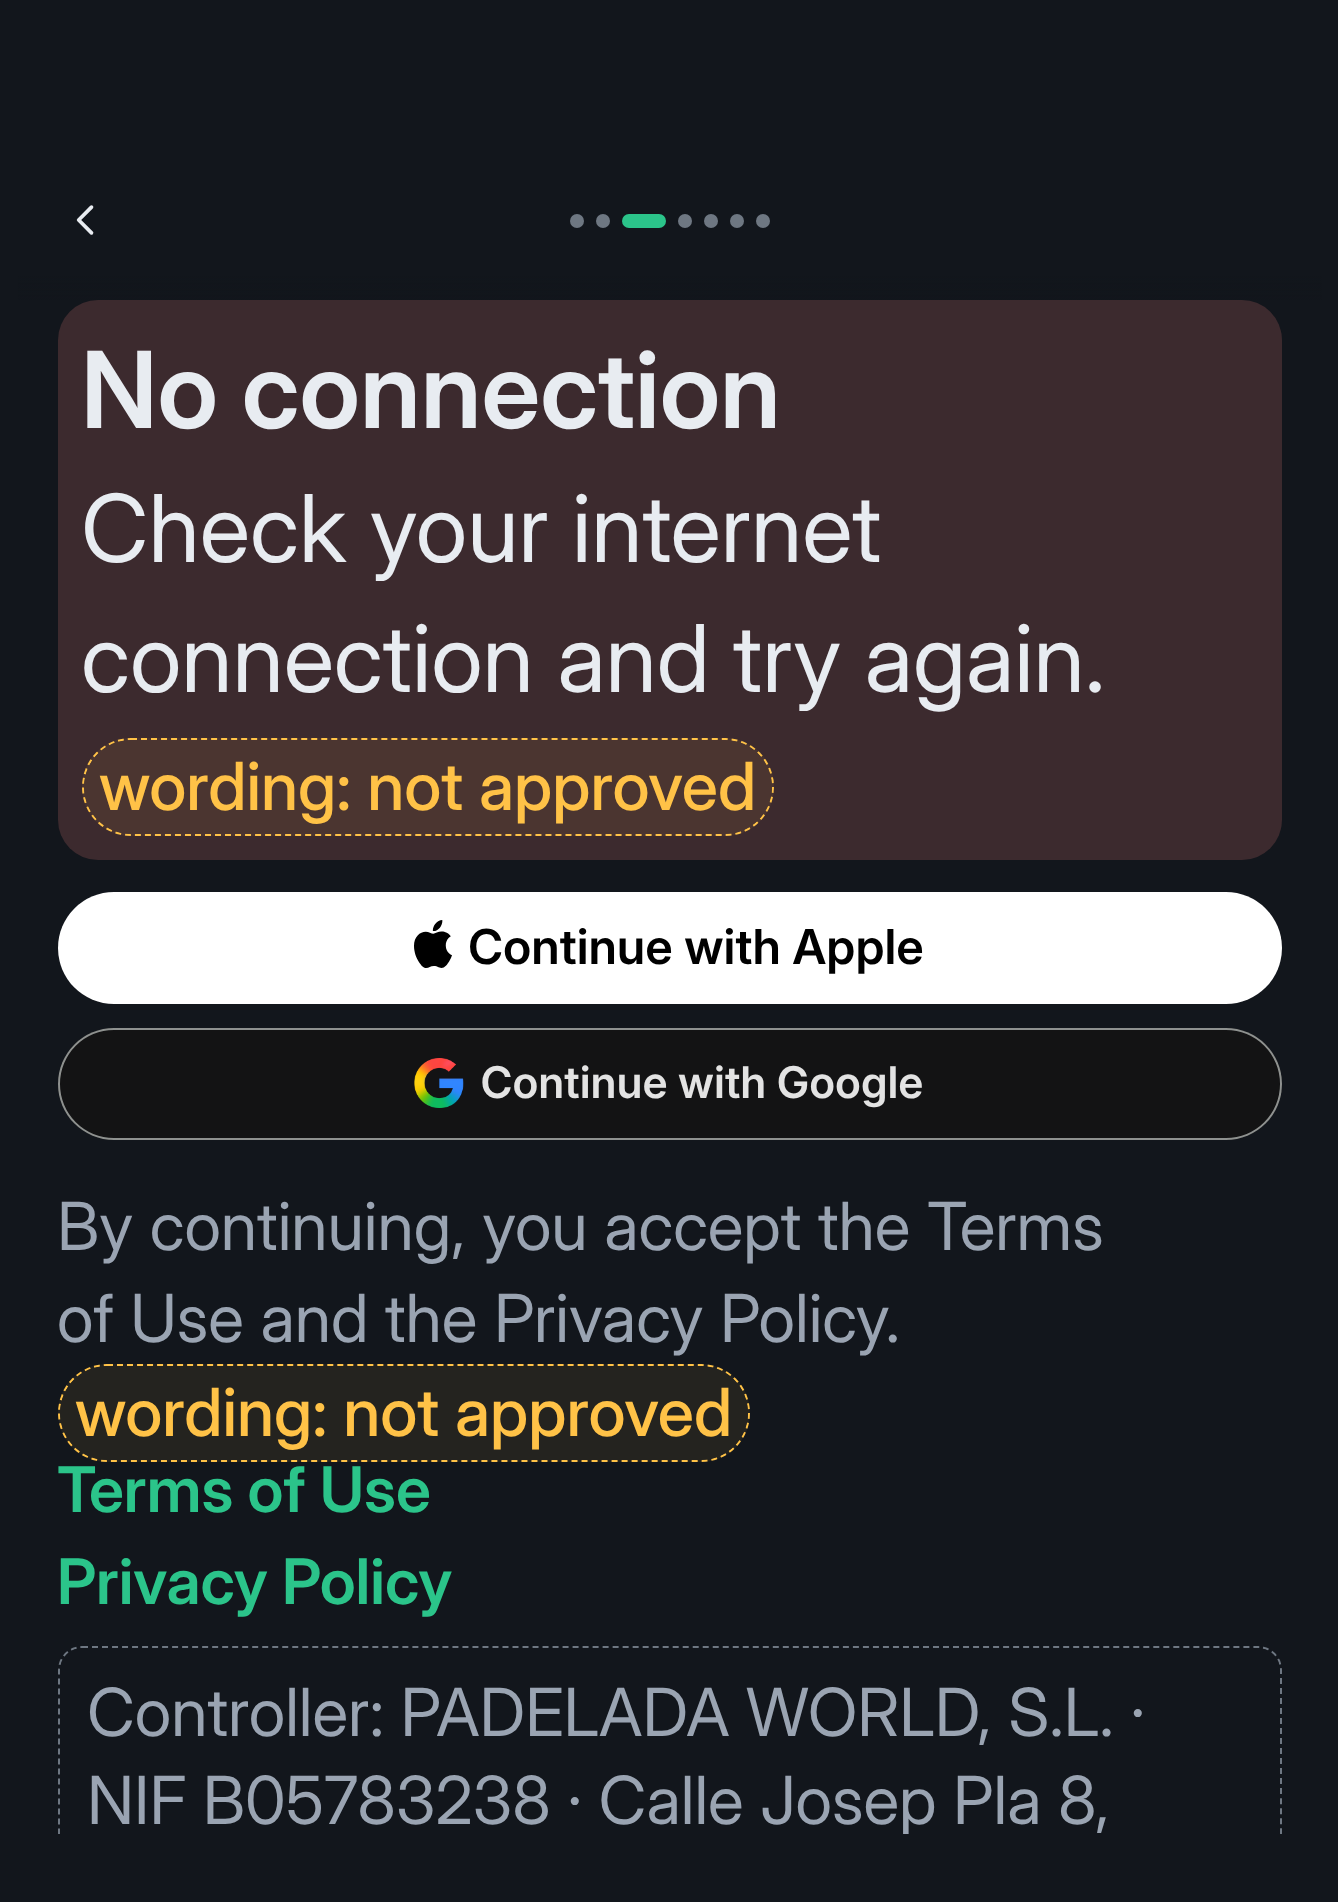 No connection
Check your internet
connection and try again.
wording: not approved
Continue with Apple
Continue with Google
By continuing, you accept the Terms
of Use and the Privacy Policy.
wording: not approved
Terms of Use
Privacy Policy
Controller: PADELADA WORLD, S.L. ·
NIF B05783238 · Calle Josep Pla 8,